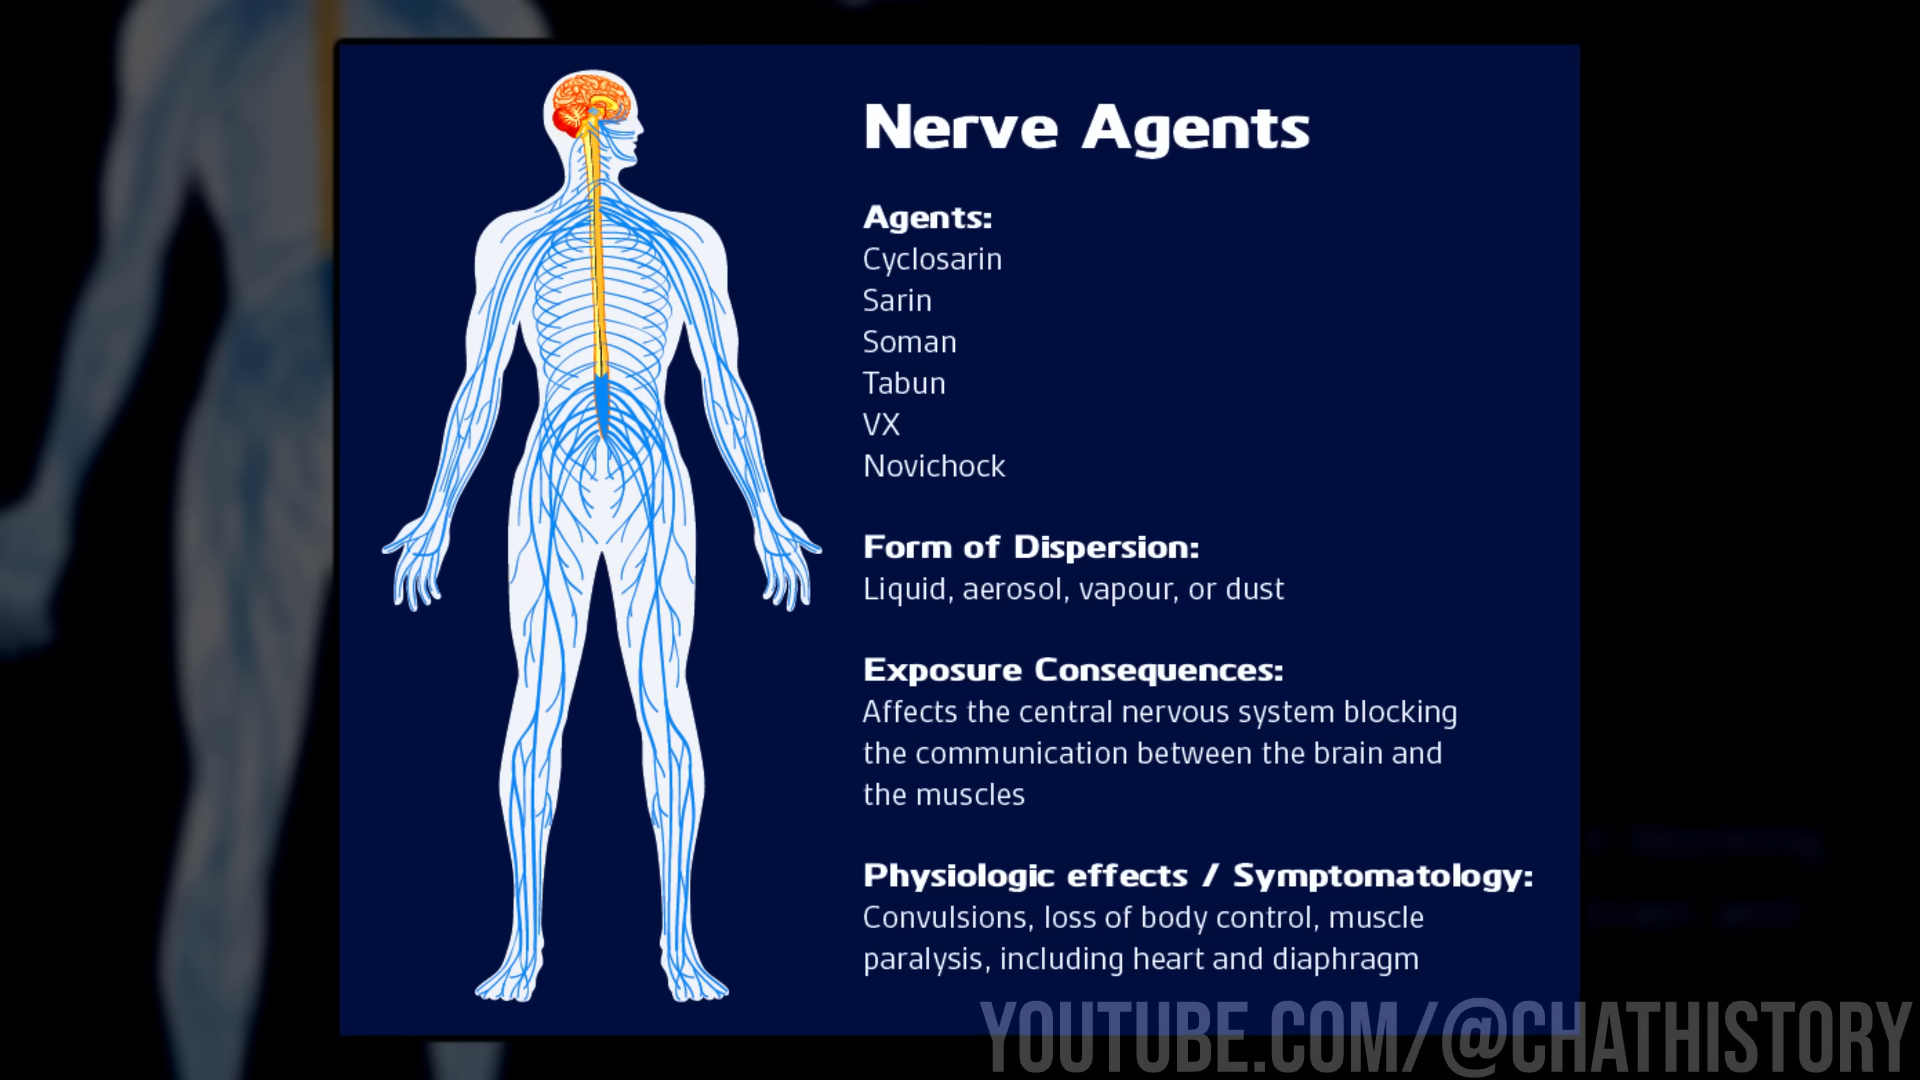 Nerve Agents
Agents:
Cyclosarin
Sarin
Soman
Tabun
VX
Novichock
Form of Dispersion:
Liquid, aerosol, vapour, or dust
Exposure Consequences:
Affects the central nervous system blocking
the communication between the brain and
the muscles
Physiologic effects / Symptomatology:
Convulsions, loss of body control, muscle
paralysis, including heart and diaphragm
YOUTUBE.COM/@CHATHISTORY